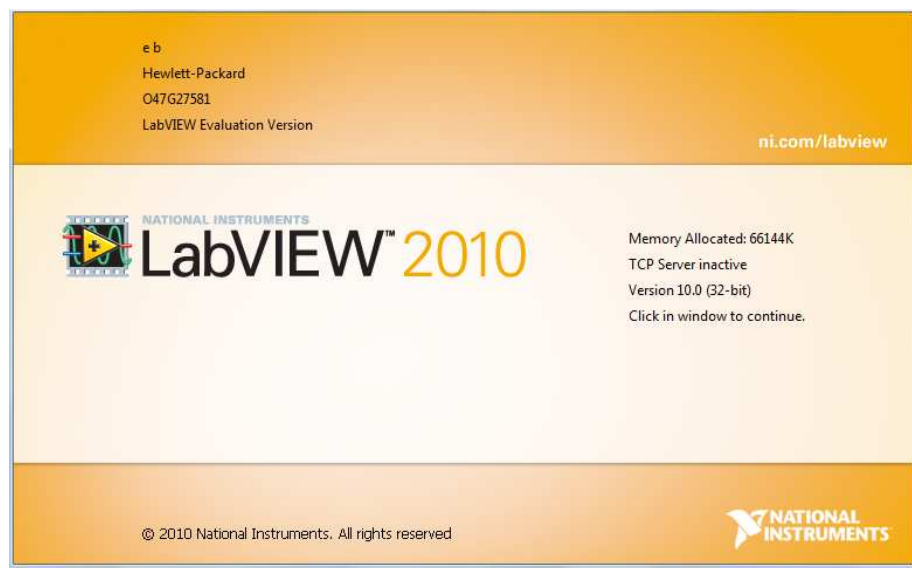 e b
Hewlett-Packard
O47G27581
LabVIEW Evaluation Version
ni.com/labview
NATIONAL INSTRUMENTS
LabVIEW™ 2010
Memory Allocated: 66144K
TCP Server inactive
Version 10.0 (32-bit)
Click in window to continue.
© 2010 National Instruments. All rights reserved
NATIONAL
INSTRUMENTS